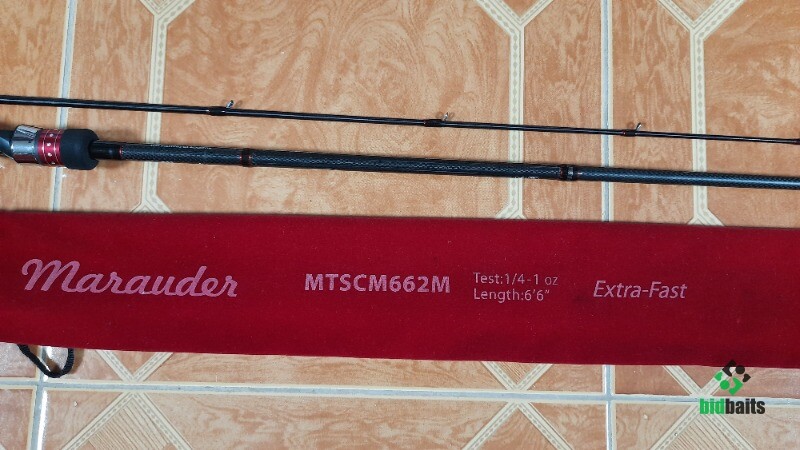 Marauder
MTSCM662M
Test:1/4-1 oz
Length:6'6"
Extra-Fast
bidbaits